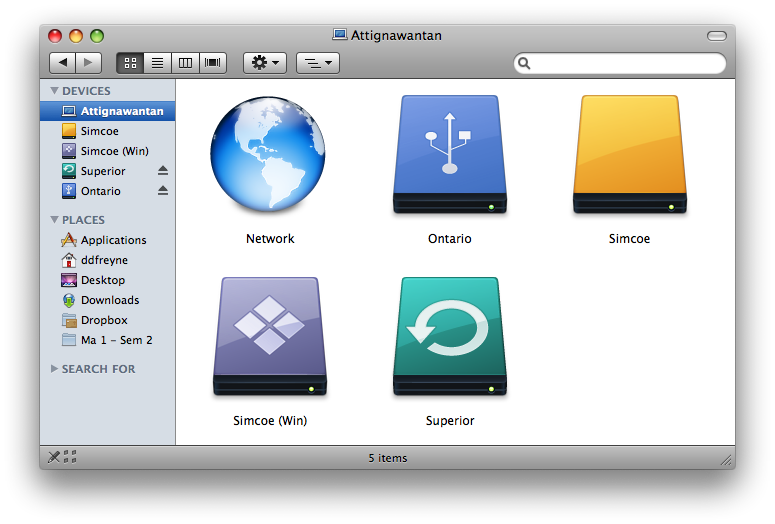 Attignawantan
DEVICES
Attignawantan
Simcoe
Simcoe (Win)
Superior
Ontario
PLACES
Applications
ddfreyne
Desktop
Downloads
Dropbox
Ma 1 – Sem 2
SEARCH FOR
Network
Ontario
Simcoe
Simcoe (Win)
Superior
5 items